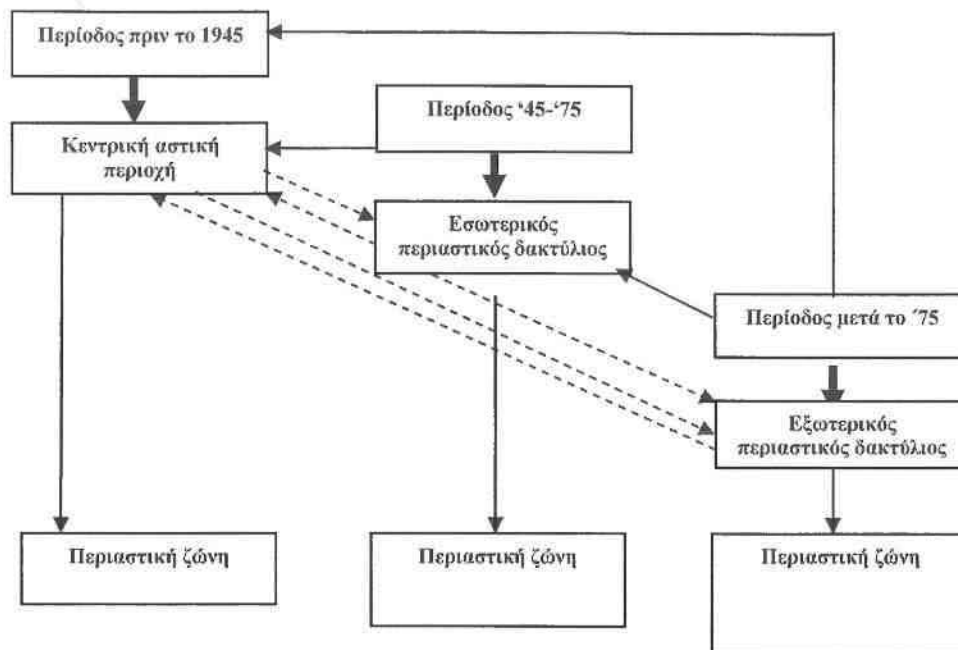 Περίοδος πριν το 1945
Περίοδος ‘45-‘75
Κεντρική αστική
περιοχή
Εσωτερικός
περιαστικός δακτύλιος
Περίοδος μετά το ΄75
Εξωτερικός
περιαστικός δακτύλιος
Περιαστική ζώνη
Περιαστική ζώνη
Περιαστική ζώνη